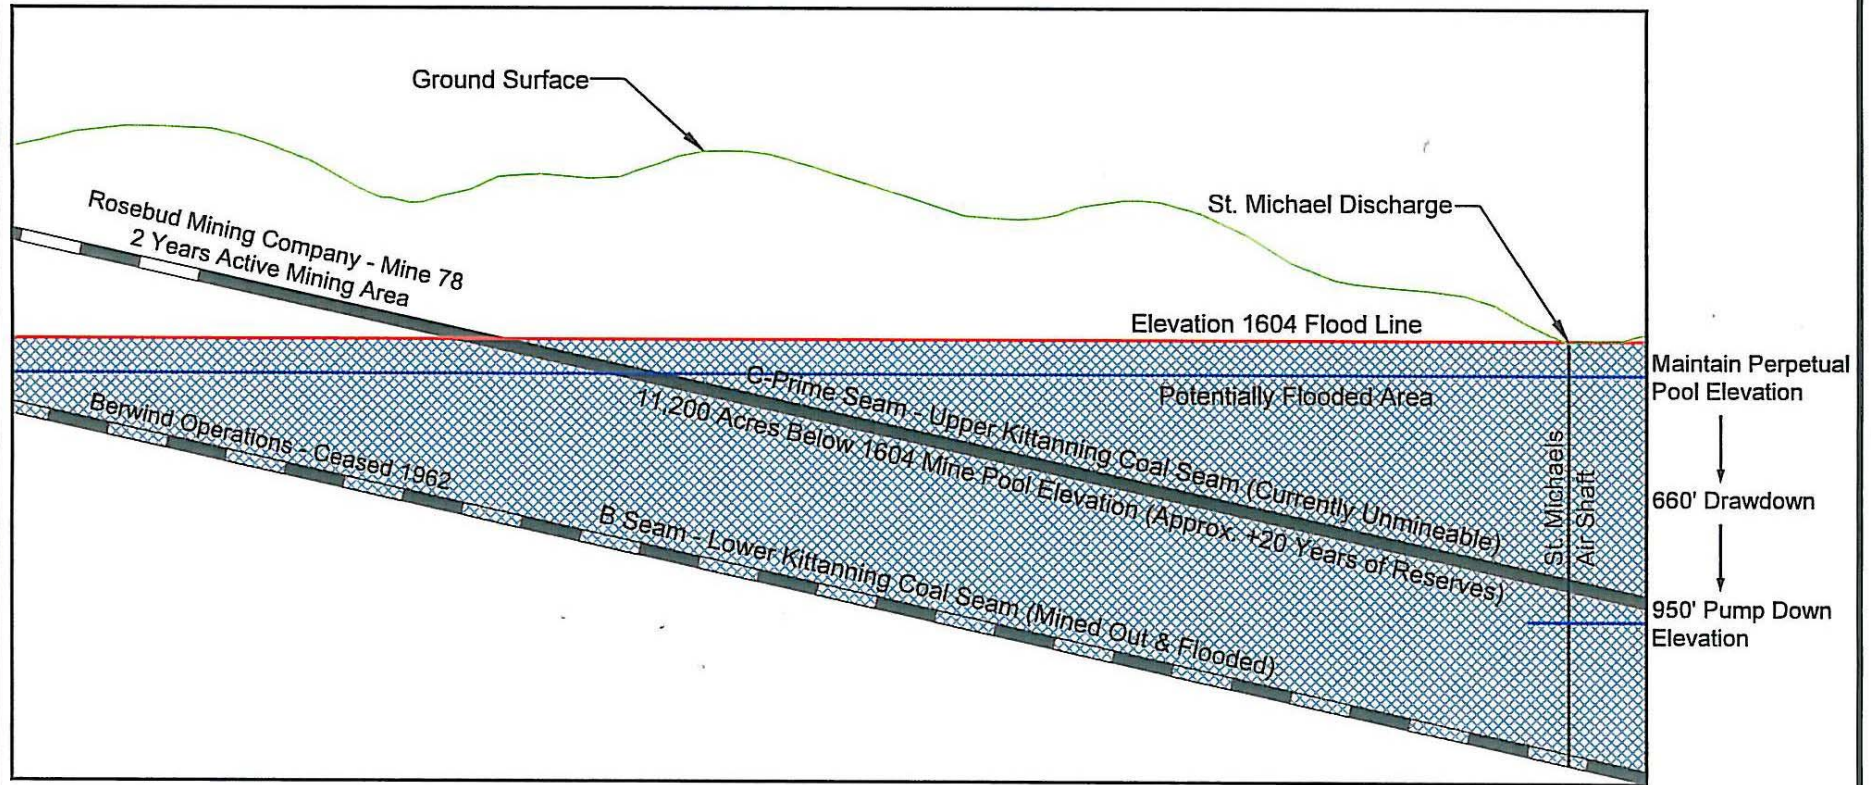 Ground Surface
St. Michael Discharge
Rosebud Mining Company - Mine 78
2 Years Active Mining Area
Elevation 1604 Flood Line
Maintain Perpetual
Pool Elevation
Potentially Flooded Area
C-Prime Seam - Upper Kittanning Coal Seam (Currently Unmineable)
11,200 Acres Below 1604 Mine Pool Elevation (Approx. +20 Years of Reserves)
Berwind Operations - Ceased 1962
B Seam - Lower Kittanning Coal Seam (Mined Out & Flooded)
St. Michaels
Air Shaft
660' Drawdown
950' Pump Down
Elevation